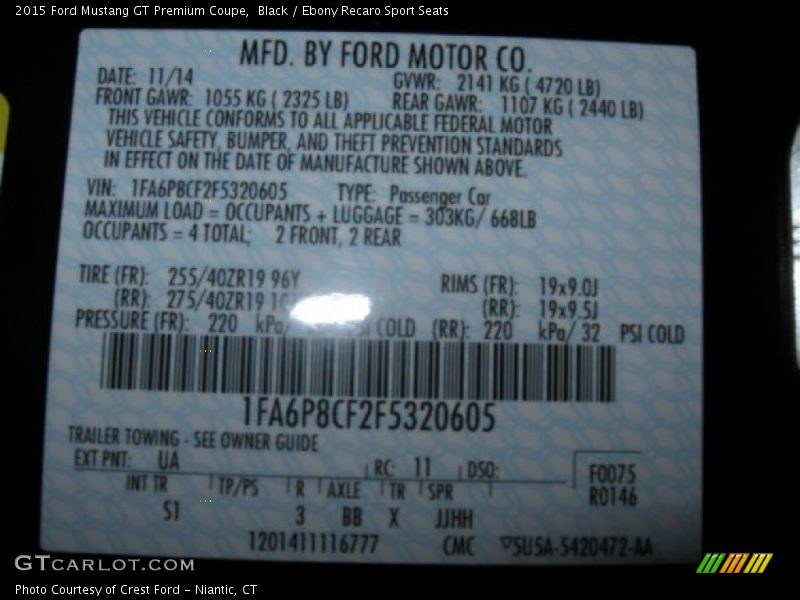 2015 Ford Mustang GT Premium Coupe, Black / Ebony Recaro Sport Seats
MFD. BY FORD MOTOR CO.
DATE: 11/14 GVWR: 2141 KG ( 4720 LB)
FRONT GAWR: 1055 KG ( 2325 LB) REAR GAWR: 1107 KG ( 2440 LB)
THIS VEHICLE CONFORMS TO ALL APPLICABLE FEDERAL MOTOR
VEHICLE SAFETY, BUMPER, AND THEFT PREVENTION STANDARDS
IN EFFECT ON THE DATE OF MANUFACTURE SHOWN ABOVE.
VIN: 1FA6P8CF2F5320605 TYPE: Passenger Car
MAXIMUM LOAD = OCCUPANTS + LUGGAGE = 303KG/ 668LB
OCCUPANTS = 4 TOTAL; 2 FRONT, 2 REAR
TIRE (FR): 255/40ZR19 96Y RIMS (FR): 19x9.0J
(RR): 275/40ZR19 (RR): 19x9.5J
PRESSURE (FR): 220 kPa/ COLD (RR): 220 kPa/ 32 PSI COLD
1FA6P8CF2F5320605
TRAILER TOWING - SEE OWNER GUIDE
EXT PNT: UA RC: 11 DSO: F0075
INT TR TP/PS R AXLE TR SPR R0146
S1 3 BB X JJHH
1201411116777 CMC ▽5U5A-5420472-AA
GTCARLOT.COM
Photo Courtesy of Crest Ford - Niantic, CT